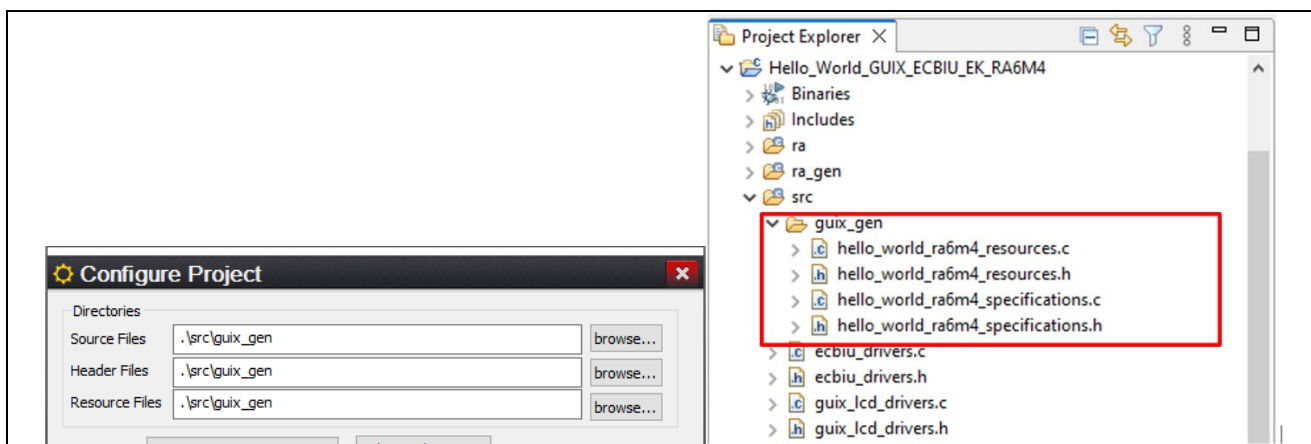 Project Explorer
Hello_World_GUIX_ECBIU_EK_RA6M4
Binaries
Includes
ra
ra_gen
src
guix_gen
hello_world_ra6m4_resources.c
hello_world_ra6m4_resources.h
hello_world_ra6m4_specifications.c
hello_world_ra6m4_specifications.h
ecbiu_drivers.c
ecbiu_drivers.h
guix_lcd_drivers.c
guix_lcd_drivers.h
Configure Project
Directories
Source Files .\src\guix_gen browse...
Header Files .\src\guix_gen browse...
Resource Files .\src\guix_gen browse...